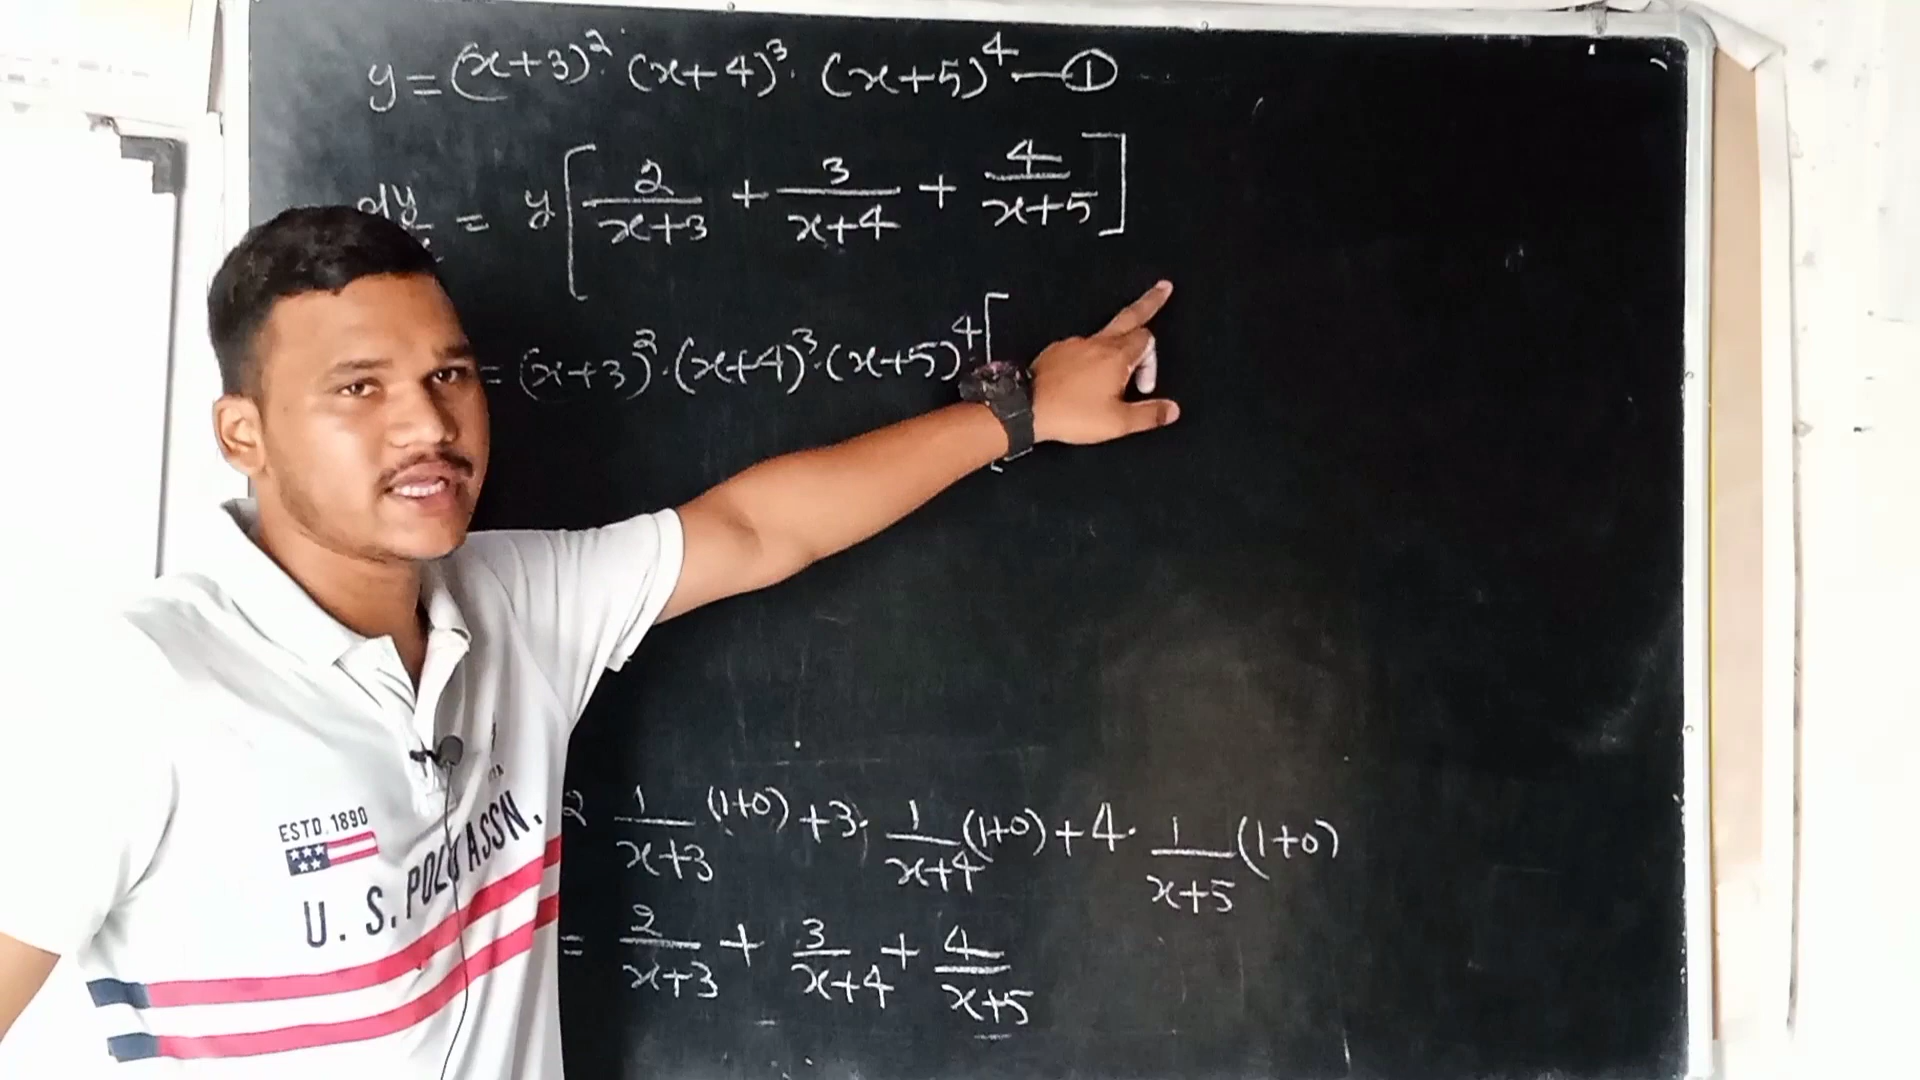 y = (x+3)². (x+4)³. (x+5)⁴ — ①
dy = y[2/(x+3) + 3/(x+4) + 4/(x+5)]
= (x+3)².(x+4)³.(x+5)⁴[
2 1/(x+3) (1+0) +3. 1/(x+4) (1+0) + 4. 1/(x+5) (1+0)
= 2/(x+3) + 3/(x+4) + 4/(x+5)
ESTD. 1890
U. S. POLO ASSN.